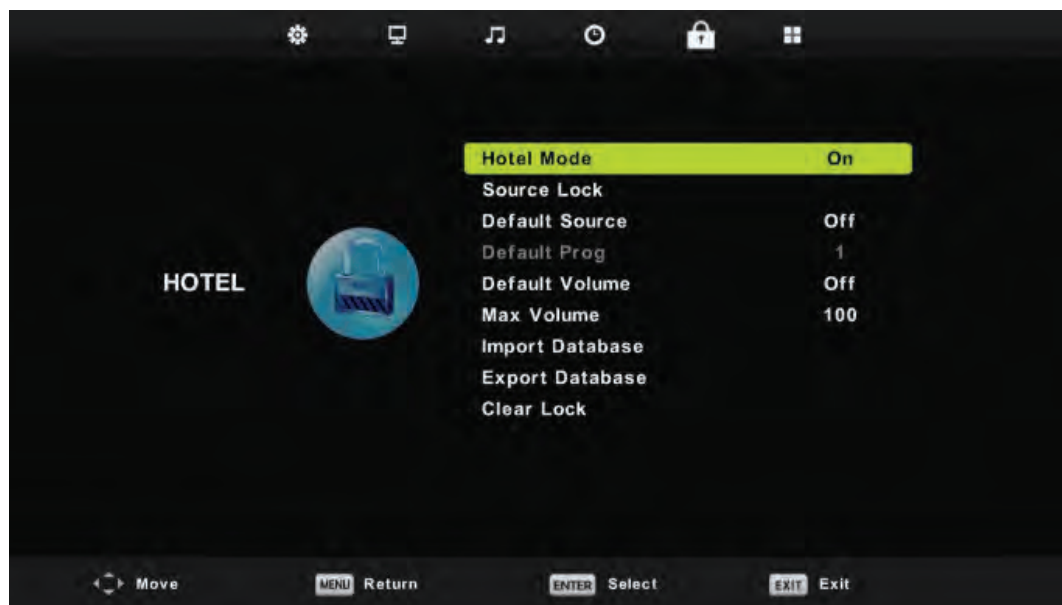 Hotel Mode On
Source Lock
Default Source Off
Default Prog 1
HOTEL
Default Volume Off
Max Volume 100
Import Database
Export Database
Clear Lock
Move MENU Return ENTER Select EXIT Exit